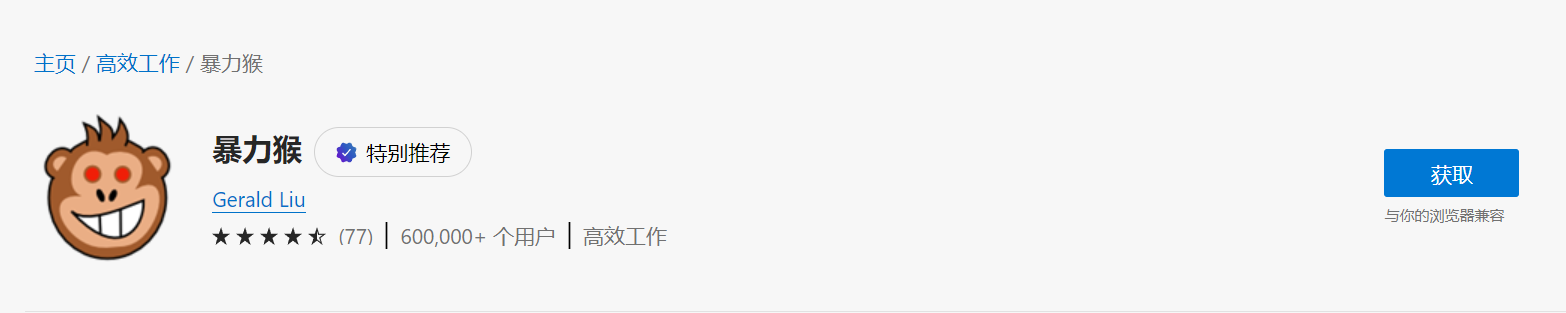 主页 / 高效工作 / 暴力猴
暴力猴 特别推荐
Gerald Liu
(77) 600,000+ 个用户 高效工作
获取
与你的浏览器兼容